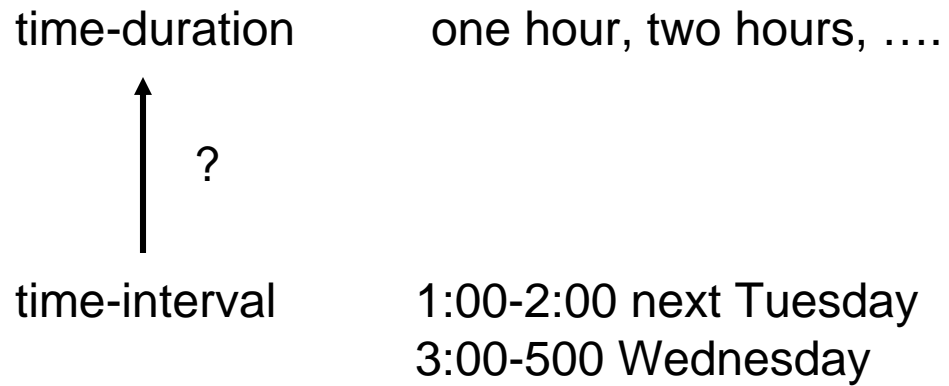 time-duration one hour, two hours, ….
?
time-interval 1:00-2:00 next Tuesday
3:00-500 Wednesday